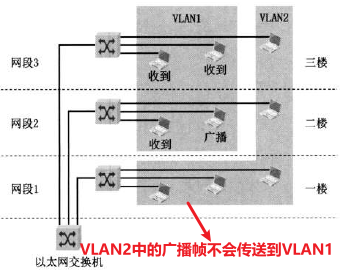 VLAN1
VLAN2
网段3
收到
收到
三楼
网段2
收到
广播
二楼
网段1
一楼
VLAN2中的广播帧不会传送到VLAN1
以太网交换机